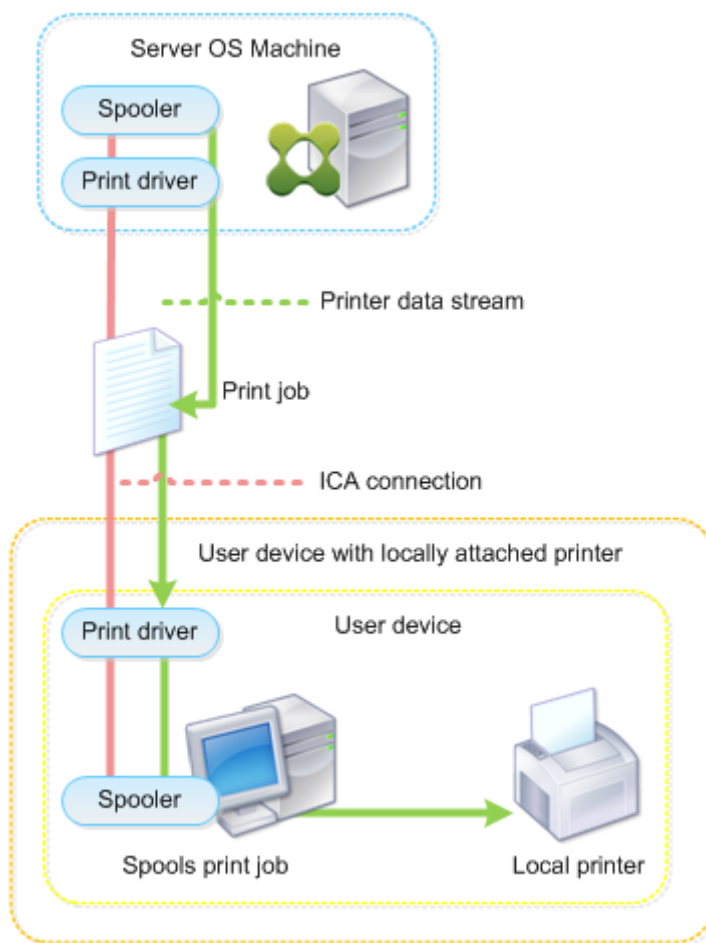 Server OS Machine
Spooler
Print driver
Printer data stream
Print job
ICA connection
User device with locally attached printer
Print driver
User device
Spooler
Spools print job
Local printer